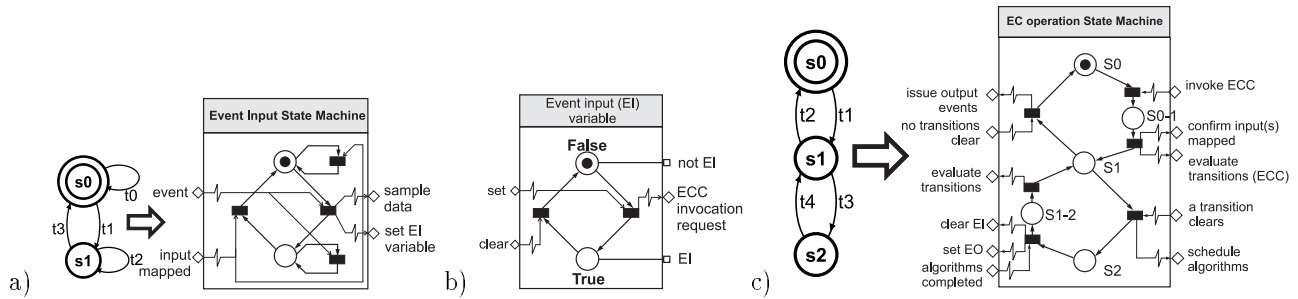 a)
s0
t0
t3
t1
s1
t2
Event Input State Machine
event
input
mapped
sample
data
set EI
variable
b)
Event input (EI)
variable
False
not EI
set
ECC
invocation
request
clear
EI
True
c)
s0
t2
t1
s1
t4
t3
s2
EC operation State Machine
S0
issue output
events
invoke ECC
S0-1
no transitions
clear
confirm input(s)
mapped
S1
evaluate
transitions
evaluate
transitions (ECC)
S1-2
a transition
clears
clear EI
set EO
S2
algorithms
completed
schedule
algorithms